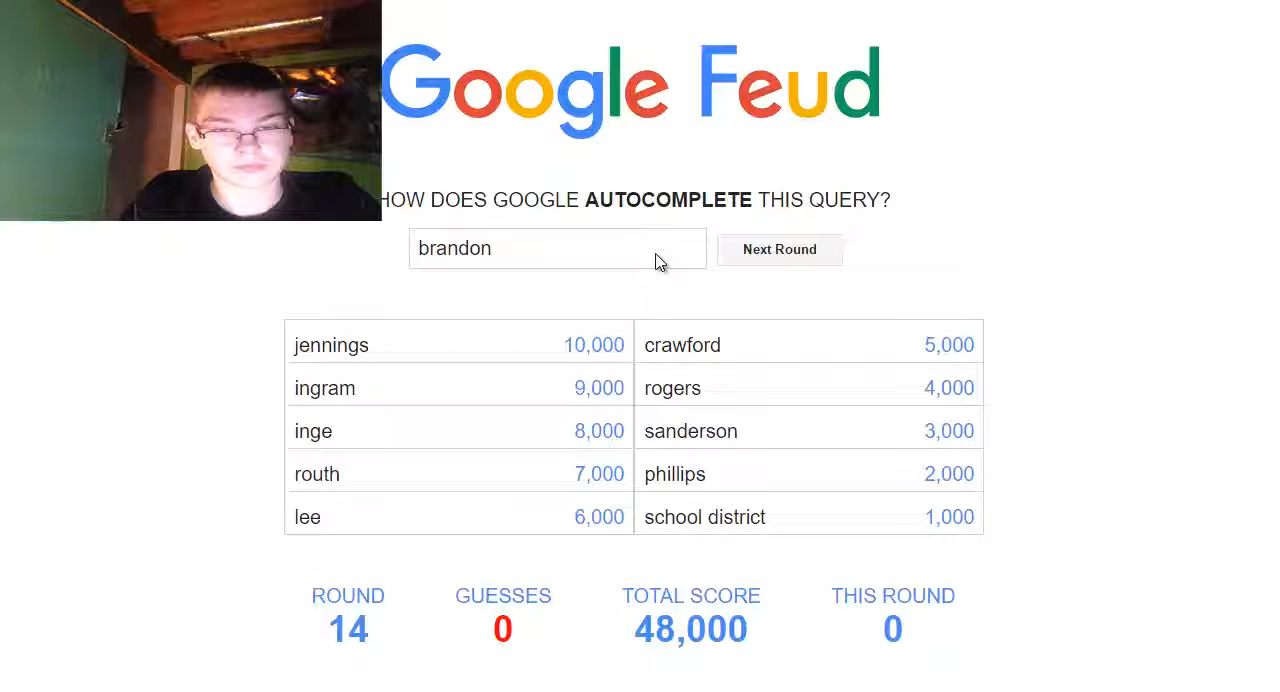 Google Feud
HOW DOES GOOGLE AUTOCOMPLETE THIS QUERY?
brandon
Next Round
jennings 10,000
ingram 9,000
inge 8,000
routh 7,000
lee 6,000
crawford 5,000
rogers 4,000
sanderson 3,000
phillips 2,000
school district 1,000
ROUND
14
GUESSES
0
TOTAL SCORE
48,000
THIS ROUND
0